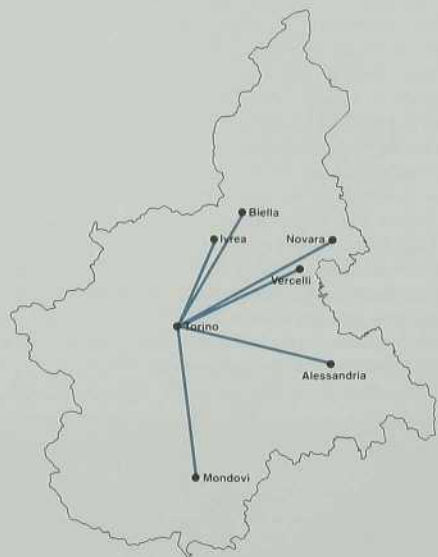 Biella
Ivrea
Novara
Vercelli
Torino
Alessandria
Mondovi